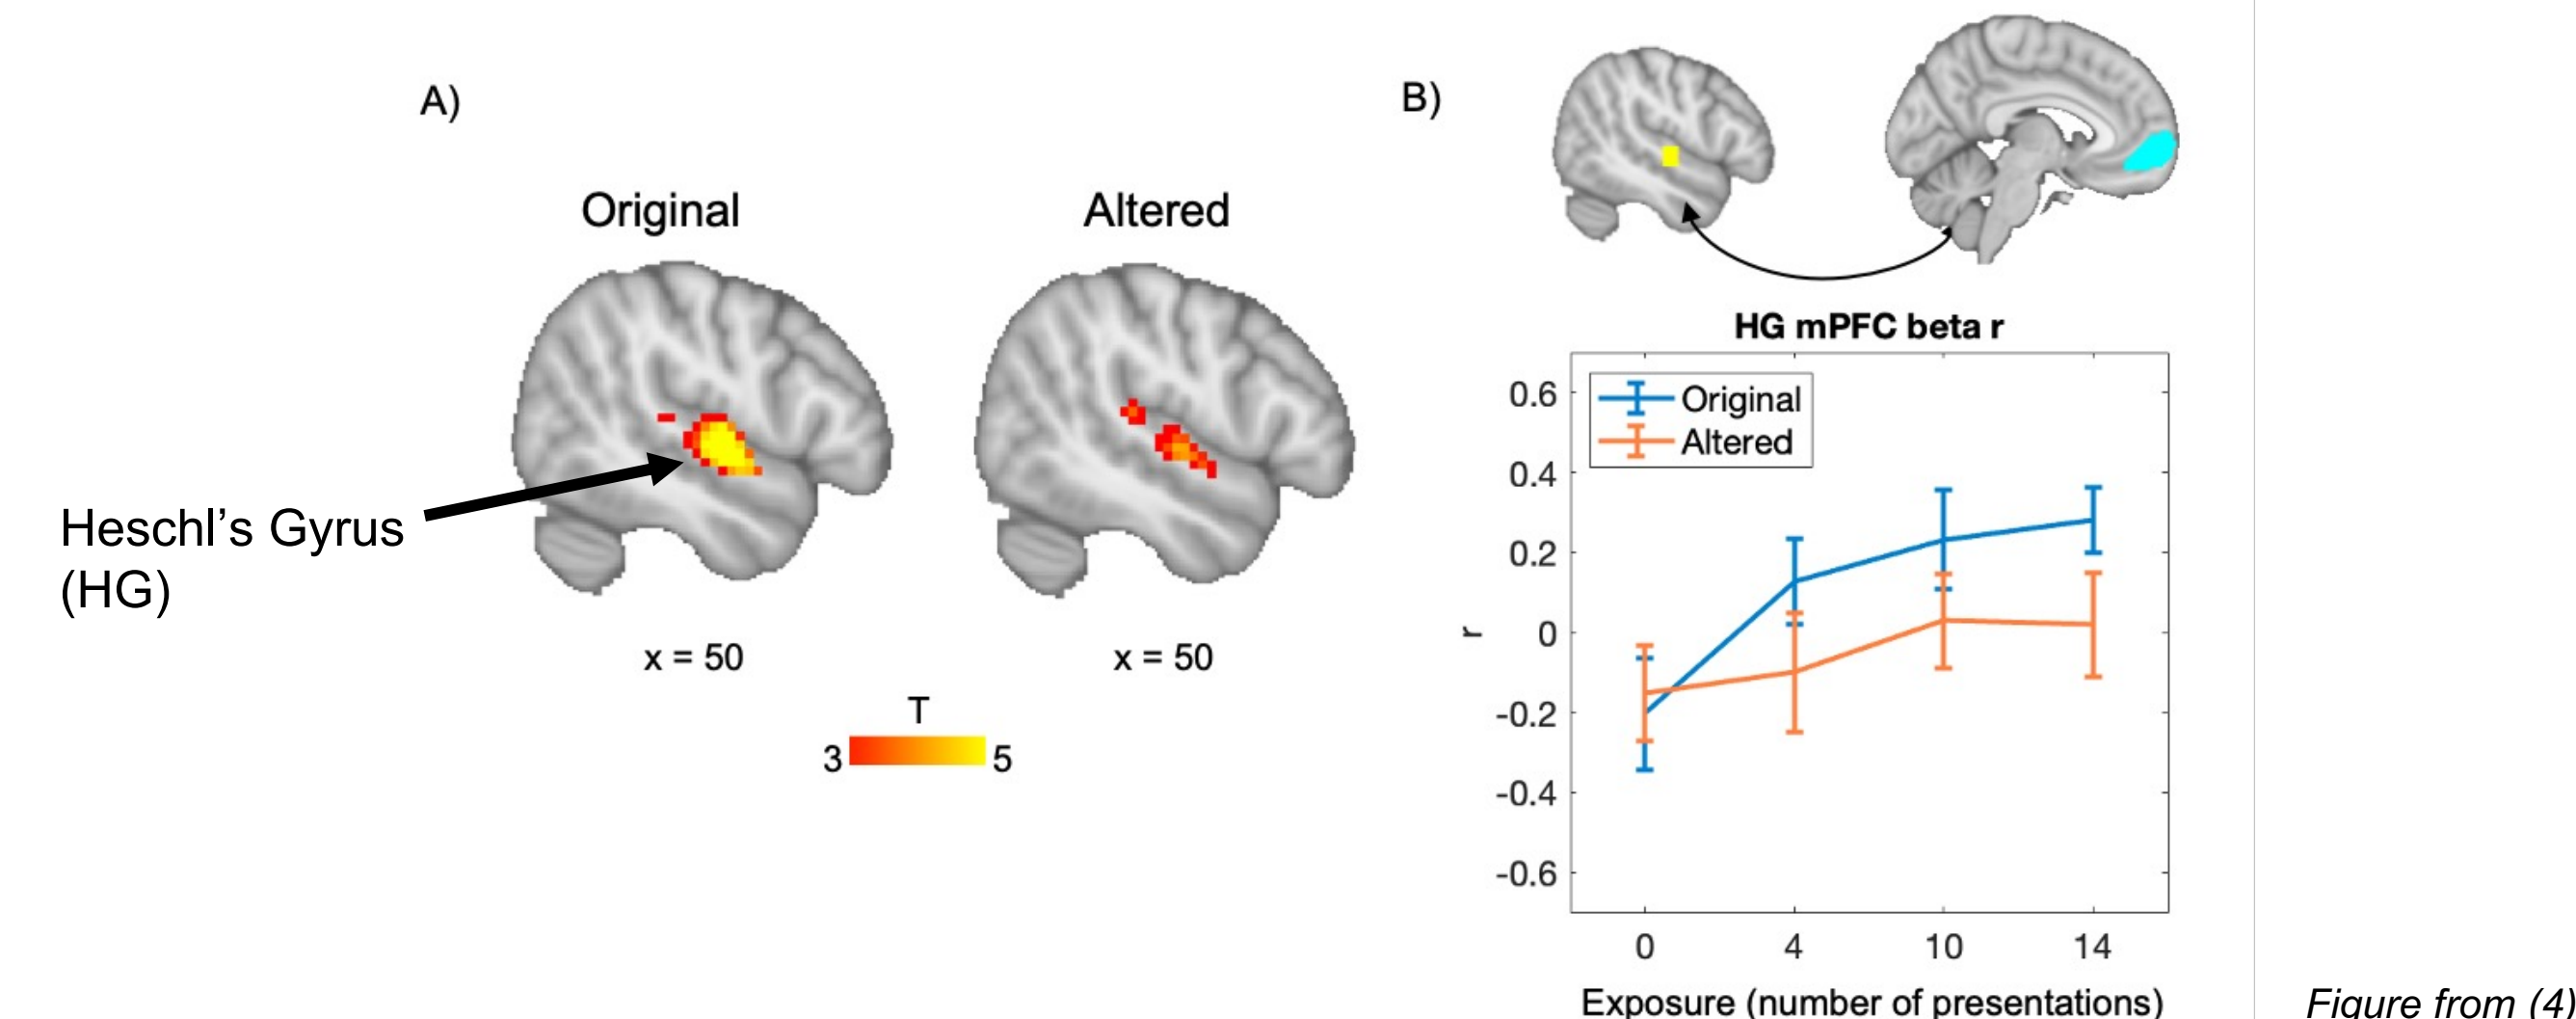 A)
Original
Altered
Heschl’s Gyrus
(HG)
x = 50
x = 50
T
3
5
B)
HG mPFC beta r
Original
Altered
0.6
0.4
0.2
0
-0.2
-0.4
-0.6
r
0
4
10
14
Exposure (number of presentations)
Figure from (4)